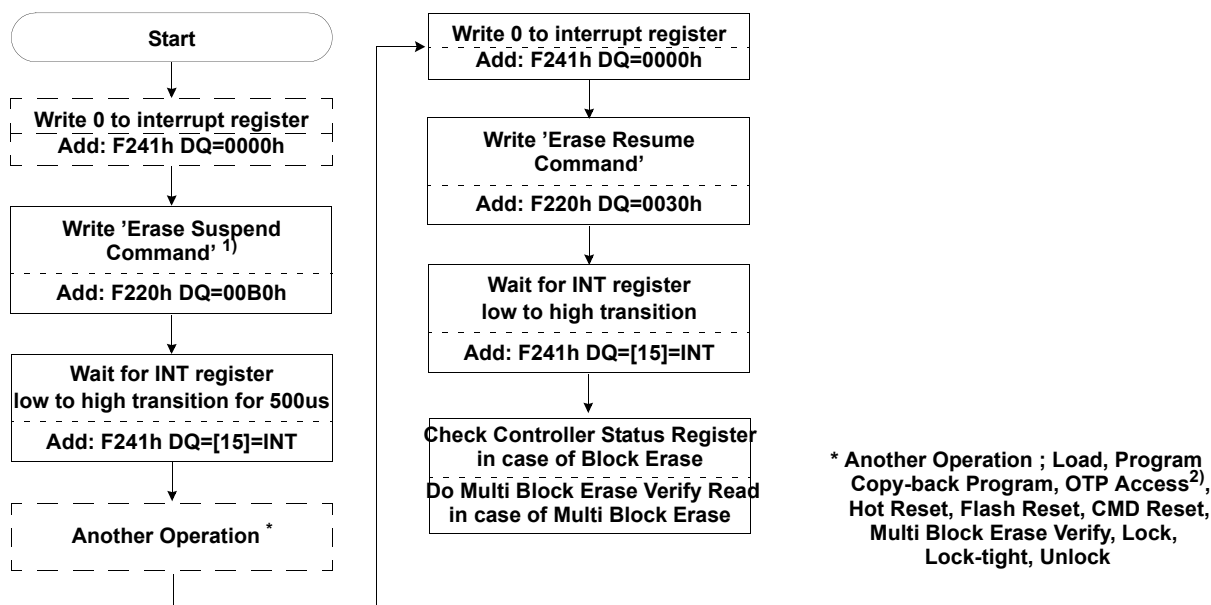 Start
Write 0 to interrupt register
Add: F241h DQ=0000h
Write ’Erase Suspend
Command’ 1)
Add: F220h DQ=00B0h
Wait for INT register
low to high transition for 500us
Add: F241h DQ=[15]=INT
Another Operation *
Write 0 to interrupt register
Add: F241h DQ=0000h
Write ’Erase Resume
Command’
Add: F220h DQ=0030h
Wait for INT register
low to high transition
Add: F241h DQ=[15]=INT
Check Controller Status Register
in case of Block Erase
Do Multi Block Erase Verify Read
in case of Multi Block Erase
* Another Operation ; Load, Program
Copy-back Program, OTP Access2),
Hot Reset, Flash Reset, CMD Reset,
Multi Block Erase Verify, Lock,
Lock-tight, Unlock